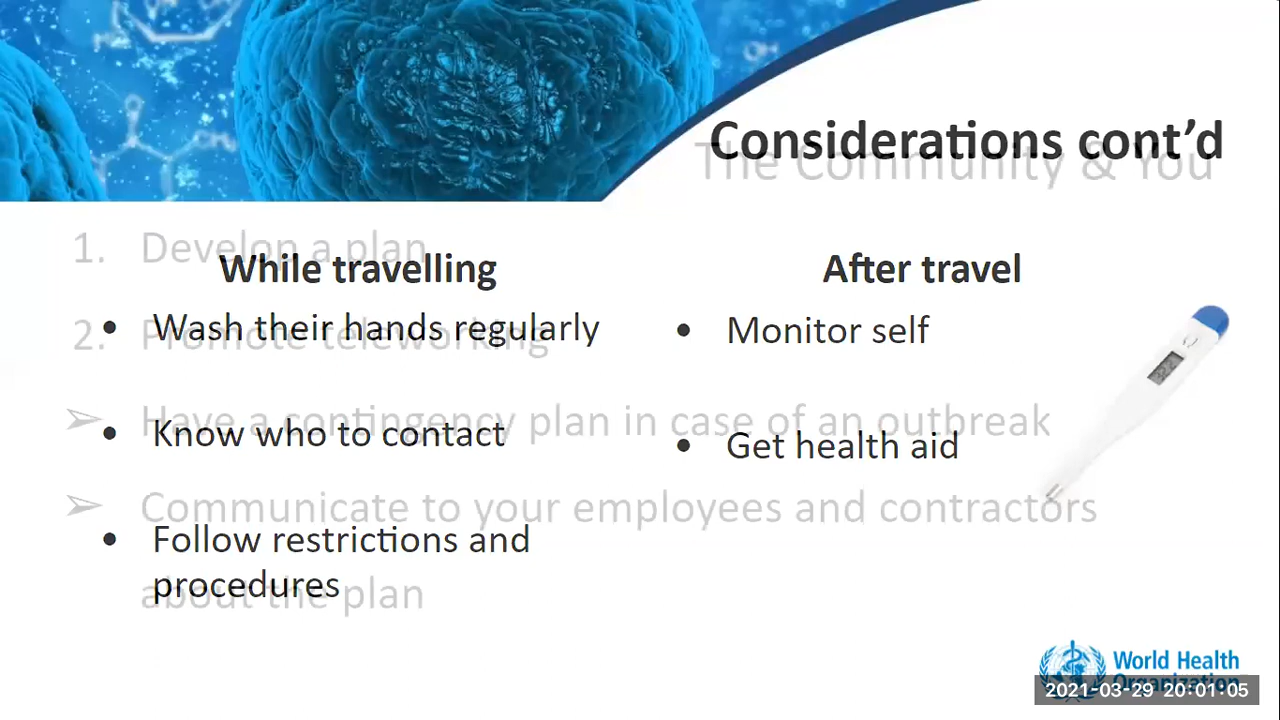 Considerations cont’d
The Community & You
1. Develop a plan
While travelling
After travel
• Wash their hands regularly
• Monitor self
2. Promote teleworking
➢ Have a contingency plan in case of an outbreak
• Know who to contact
• Get health aid
➢ Communicate to your employees and contractors
• Follow restrictions and
procedures
about the plan
World Health
Organization
2021-03-29 20:01:05